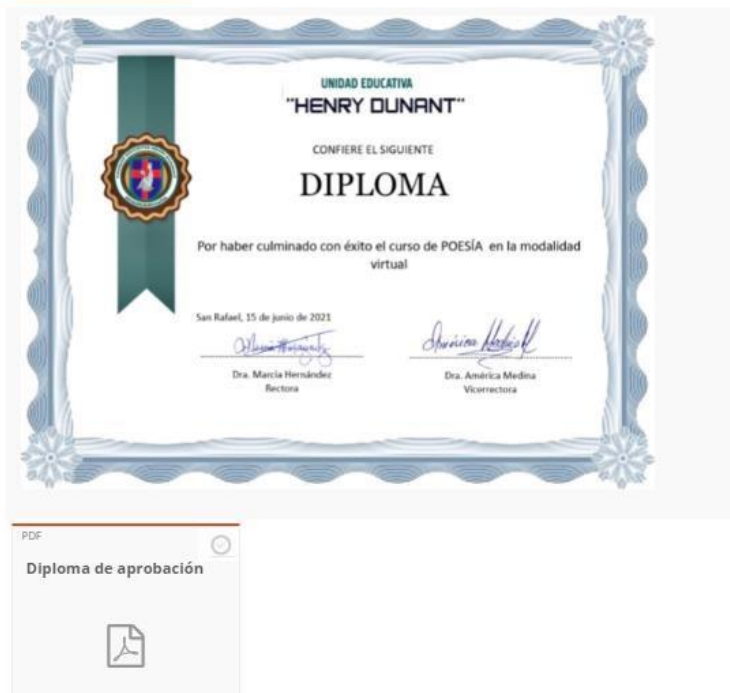 UNIDAD EDUCATIVA
"HENRY DUNANT"
CONFIERE EL SIGUIENTE
DIPLOMA
Por haber culminado con éxito el curso de POESÍA en la modalidad
virtual
San Rafael, 15 de junio de 2021
Dra. Marcia Hernández
Rectora
Dra. América Medina
Vicerrectora
PDF
Diploma de aprobación